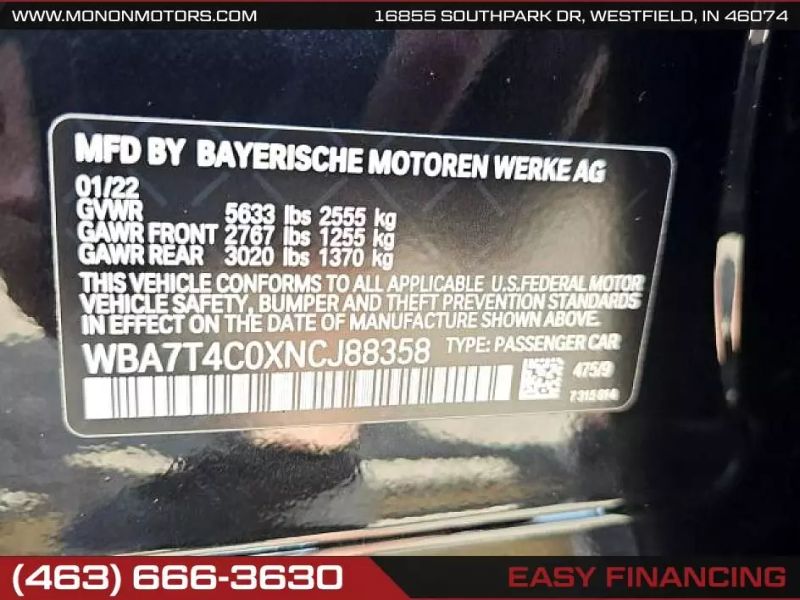 WWW.MONONMOTORS.COM
16855 SOUTHPARK DR, WESTFIELD, IN 46074
MFD BY BAYERISCHE MOTOREN WERKE AG
01/22
GVWR 5633 lbs 2555 kg
GAWR FRONT 2767 lbs 1255 kg
GAWR REAR 3020 lbs 1370 kg
THIS VEHICLE CONFORMS TO ALL APPLICABLE U.S.FEDERAL MOTOR
VEHICLE SAFETY, BUMPER AND THEFT PREVENTION STANDARDS
IN EFFECT ON THE DATE OF MANUFACTURE SHOWN ABOVE.
WBA7T4C0XNCJ88358 TYPE: PASSENGER CAR
475/9
7 315 014
(463) 666-3630
EASY FINANCING